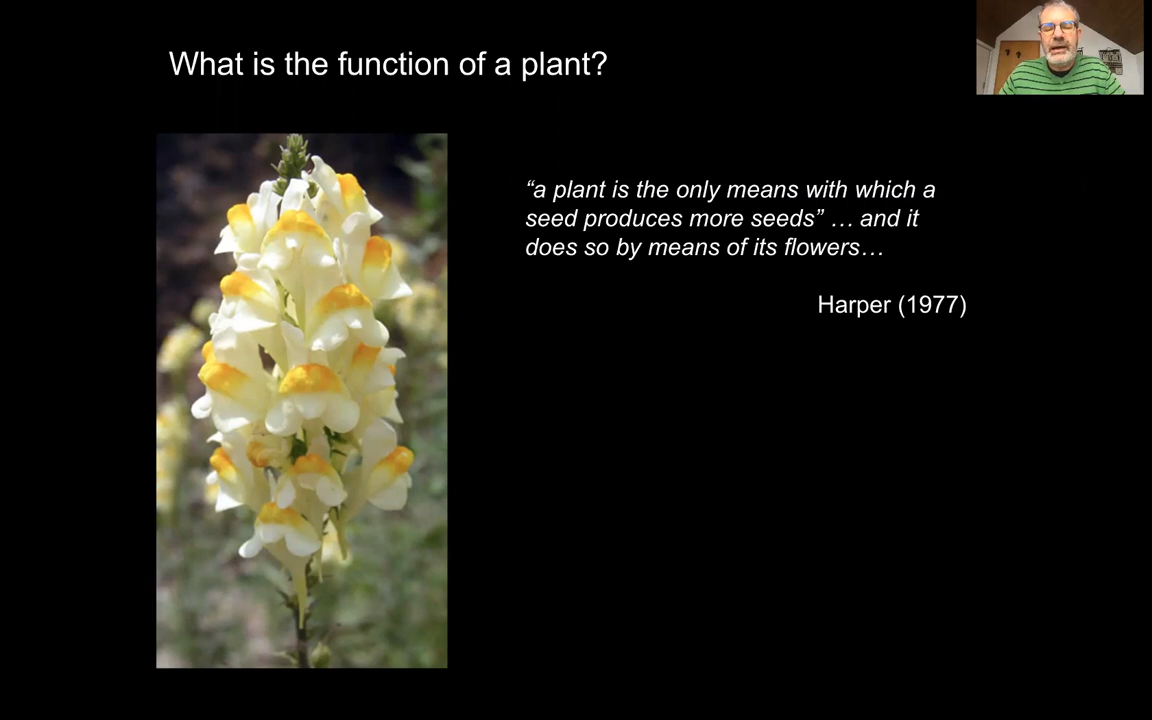 What is the function of a plant?
“a plant is the only means with which a
seed produces more seeds” … and it
does so by means of its flowers…
Harper (1977)